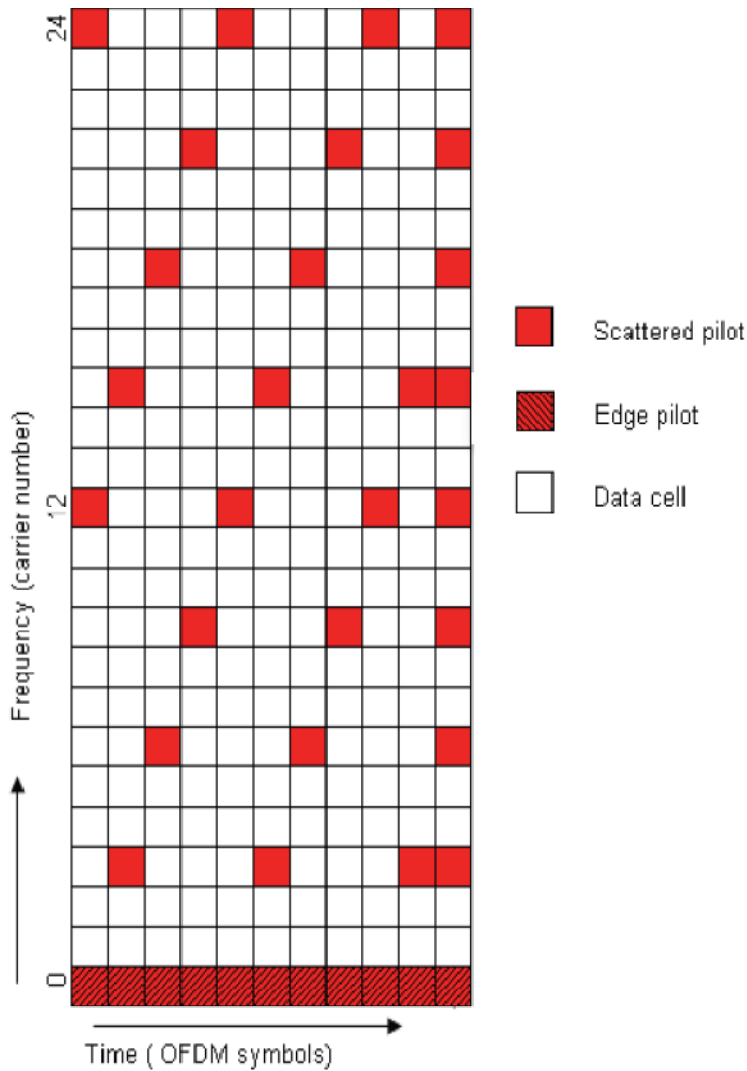 24
12
0
Frequency (carrier number)
Time ( OFDM symbols)
Scattered pilot
Edge pilot
Data cell